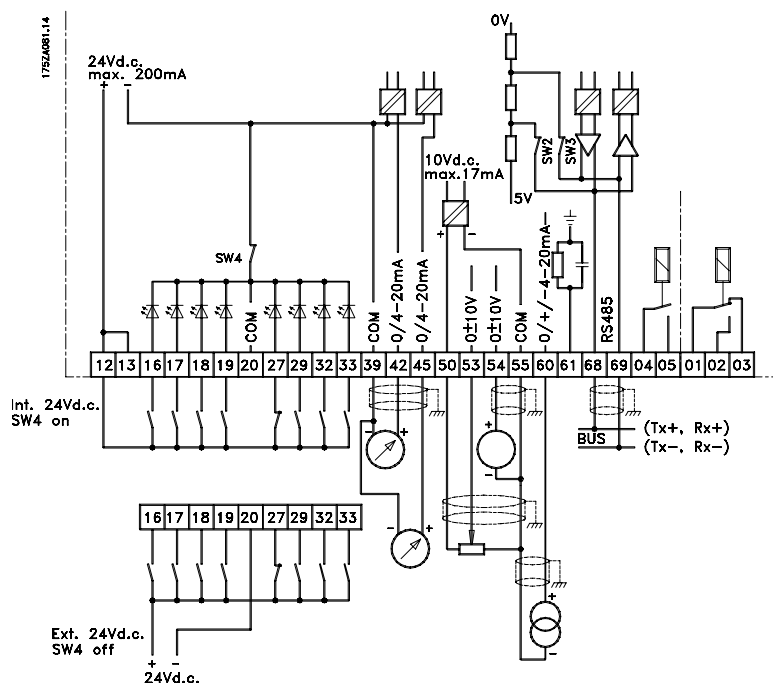 175ZA081.14
24Vd.c.
max. 200mA
+ −
0V
SW2
SW3
5V
10Vd.c.
max.17mA
+ −
SW4
COM
COM
0/4-20mA
0/4-20mA
0±10V
0±10V
COM
0/+/-4-20mA-
RS485
12 13 16 17 18 19 20 27 29 32 33 39 42 45 50 53 54 55 60 61 68 69 04 05 01 02 03
Int. 24Vd.c.
SW4 on
- +
+
−
BUS
(Tx+, Rx+)
(Tx−, Rx−)
16 17 18 19 20 27 29 32 33
- +
+
−
Ext. 24Vd.c.
SW4 off
+ −
24Vd.c.